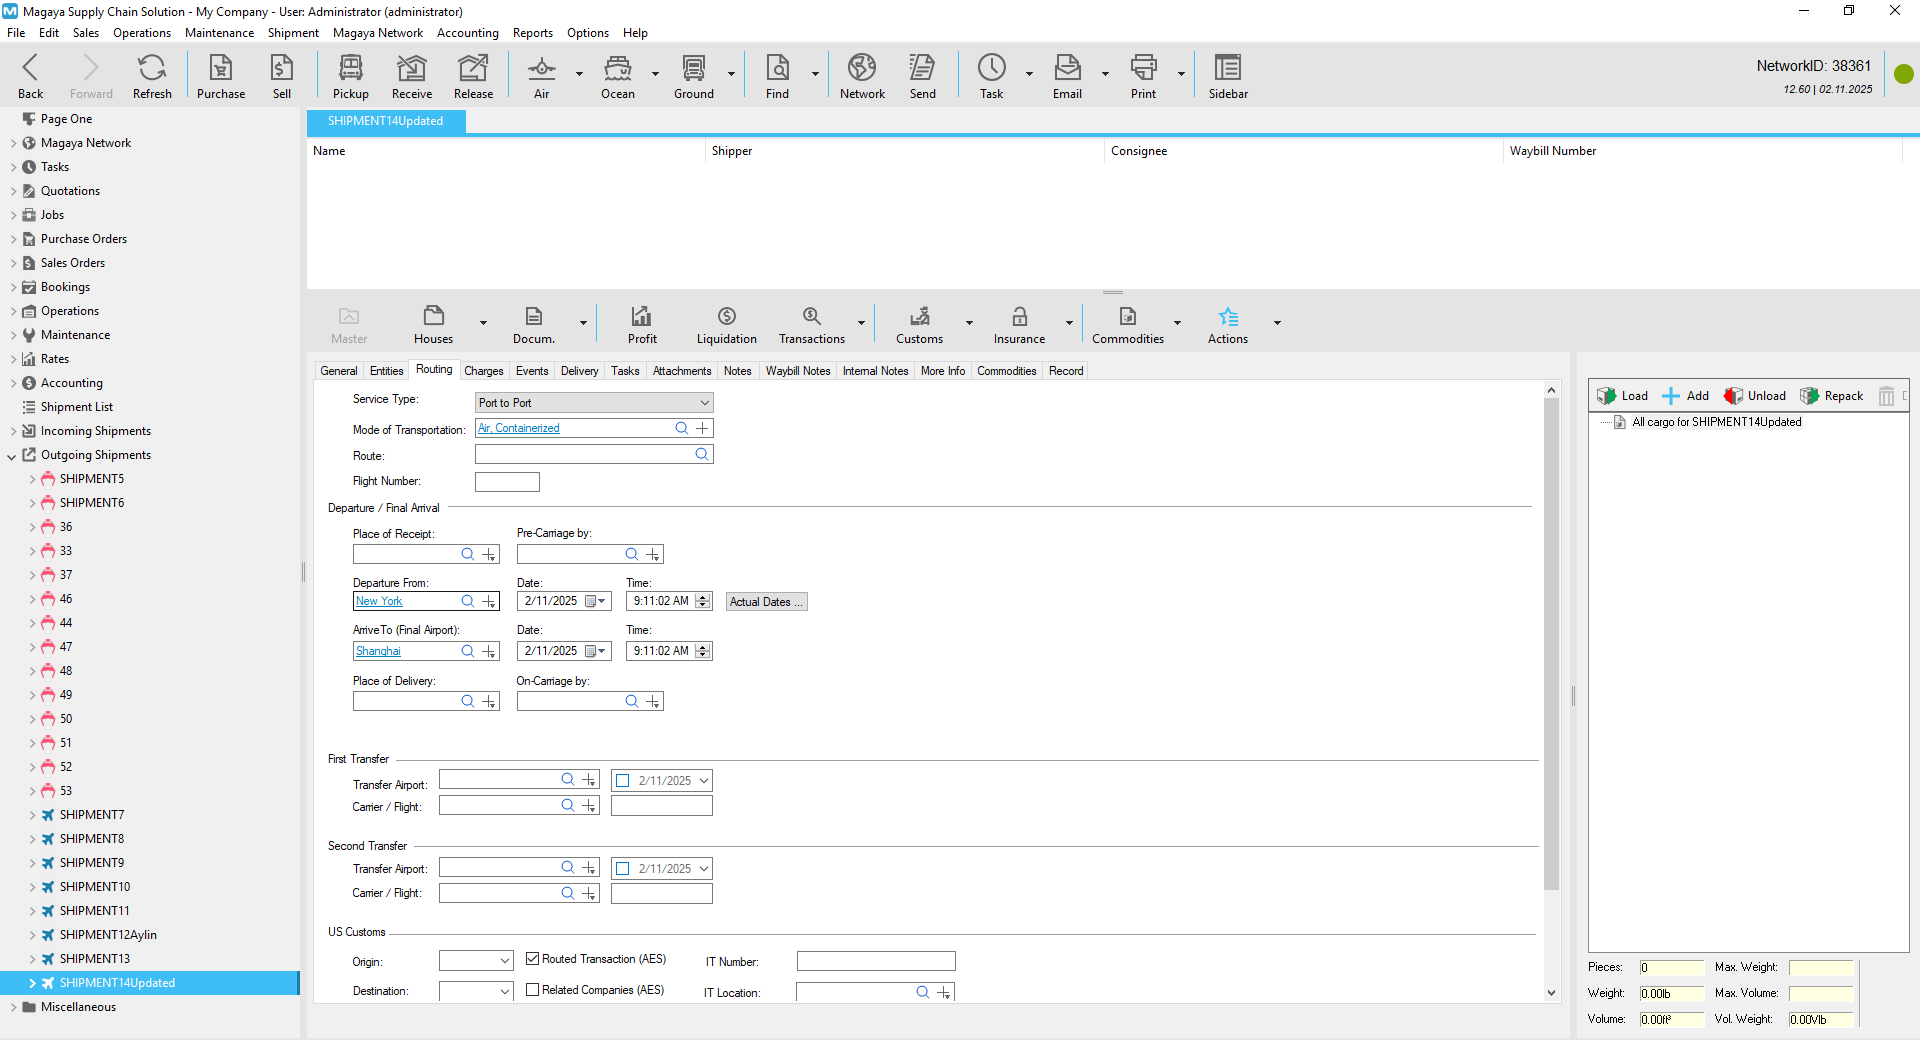 Magaya Supply Chain Solution - My Company - User: Administrator (administrator)
File Edit Sales Operations Maintenance Shipment Magaya Network Accounting Reports Options Help
Back Forward Refresh Purchase Sell Pickup Receive Release Air Ocean Ground Find Network Send Task Email Print Sidebar
NetworkID: 38361
12.60 | 02.11.2025
Page One
Magaya Network
Tasks
Quotations
Jobs
Purchase Orders
Sales Orders
Bookings
Operations
Maintenance
Rates
Accounting
Shipment List
Incoming Shipments
Outgoing Shipments
SHIPMENT5
SHIPMENT6
36
33
37
46
44
47
48
49
50
51
52
53
SHIPMENT7
SHIPMENT8
SHIPMENT9
SHIPMENT10
SHIPMENT11
SHIPMENT12Aylin
SHIPMENT13
SHIPMENT14Updated
Miscellaneous
SHIPMENT14Updated
Name Shipper Consignee Waybill Number
Master Houses Docum. Profit Liquidation Transactions Customs Insurance Commodities Actions
General Entities Routing Charges Events Delivery Tasks Attachments Notes Waybill Notes Internal Notes More Info Commodities Record
Service Type: Port to Port
Mode of Transportation: Air, Containerized
Route:
Flight Number:
Departure / Final Arrival
Place of Receipt: Pre-Carriage by:
Departure From: Date: Time:
New York 2/11/2025 9:11:02 AM Actual Dates ...
ArriveTo (Final Airport): Date: Time:
Shanghai 2/11/2025 9:11:02 AM
Place of Delivery: On-Carriage by:
First Transfer
Transfer Airport: 2/11/2025
Carrier / Flight:
Second Transfer
Transfer Airport: 2/11/2025
Carrier / Flight:
US Customs
Origin: Routed Transaction (AES) IT Number:
Destination: Related Companies (AES) IT Location:
Load Add Unload Repack
All cargo for SHIPMENT14Updated
Pieces: 0 Max. Weight:
Weight: 0.00lb Max. Volume:
Volume: 0.00ft³ Vol. Weight: 0.00Vlb